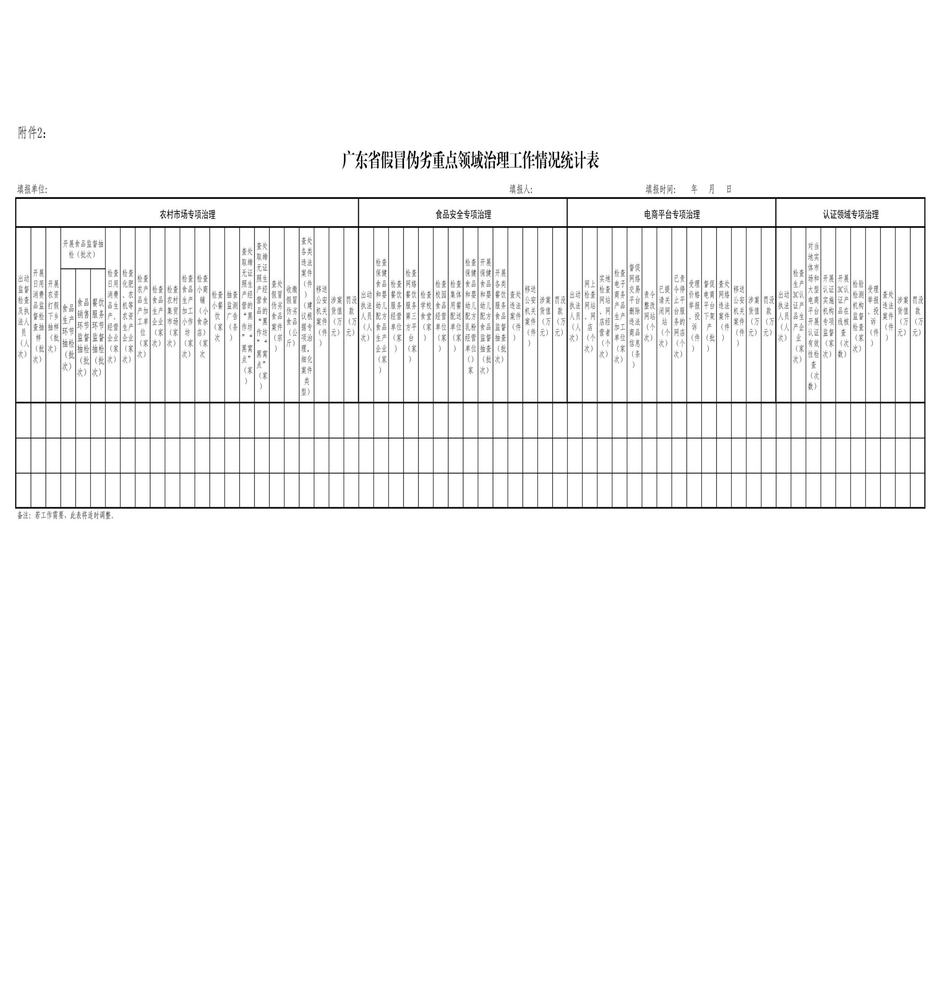 附件2：
广东省假冒伪劣重点领域治理工作情况统计表
填报单位：
填报人：
填报时间： 年 月 日
农村市场专项治理
食品安全专项治理
电商平台专项治理
认证领域专项治理
出动监督检查及执法人员（人次）
开展日用消费品监督检查抽样（批次）
开展农资打假下乡抽样（批次）
开展食品监督抽检（批次）
食品生产环节抽检（批次）
食品销售环节监督抽检（批次）
餐饮服务环节监督抽检（批次）
检查日用消费品生产、经营企业（家次）
检查化肥、农机等农资生产企业（家次）
检查农产品生产加工单位（家次）
检查食品生产企业（家次）
检查农村集贸市场（家次）
检查食品生产加工小作坊（家次）
检查小商铺（小食杂店）（家次
检查小餐饮（家次
抽查监测广告（条）
查处取缔无证无照生产经营的“黑作坊”“黑窝点”（家）
查处取缔无证无照生产经营食品的“黑作坊”“黑窝点”（家）
查处假冒伪劣食品案件（宗）
收缴假冒伪劣食品（公斤）
查处各类违法案件（件）（建议根据专项治理，细化案件类型）
移送公安机关案件（件）
涉案货值（万元）
罚没款（万元）
出动执法人员（人次）
检查保健食品和婴幼儿配方食品生产企业（家）
检查餐饮服务经营单位（家）
检查网络餐饮服务第三方平台（家）
检查学校食堂（家）
检查校园食品经营单位（家）
检查集体用餐配送单位（家）
检查保健食品和婴幼儿配方乳粉经营单位（）家
开展保健食品和婴幼儿配方食品监督抽查（批次）
开展各类餐饮服务食品监督抽查（批次）
查处违法案件（件）
移送公安机关案件（件）
涉案货值（万元）
罚没款（万元）
出动执法人员（人次）
网上检查网站、网店（个次）
实地检查网站、网店经营者（个次）
检查电子商务产品生产加工单位（家次）
督促网络交易平台删除违法商品信息（条）
责令整改网站（个次）
已提请关闭网站（个次）
已责令停止平台服务的网店（个次）
受理价格举报、投诉（件）
督促电商平台下架产（批）
查处网络违法案件（件）
移送公安机关案件（件）
涉案货值（万元）
罚没款（万元）
出动执法人员（人次）
检查生产3C认证产品生产企业（家次）
对当地实体市场和大型电商平台开展认证有效性检查（次数）
开展认证实施机构专项监督（家次）
开展3C认证产品在线核查（次数）
检验检测机构监督检查（家次）
受理举报、投诉（件）
查处违法案件（件）
涉案货值（万元）
罚没款（万元）
备注：若工作需要，此表将适时调整。